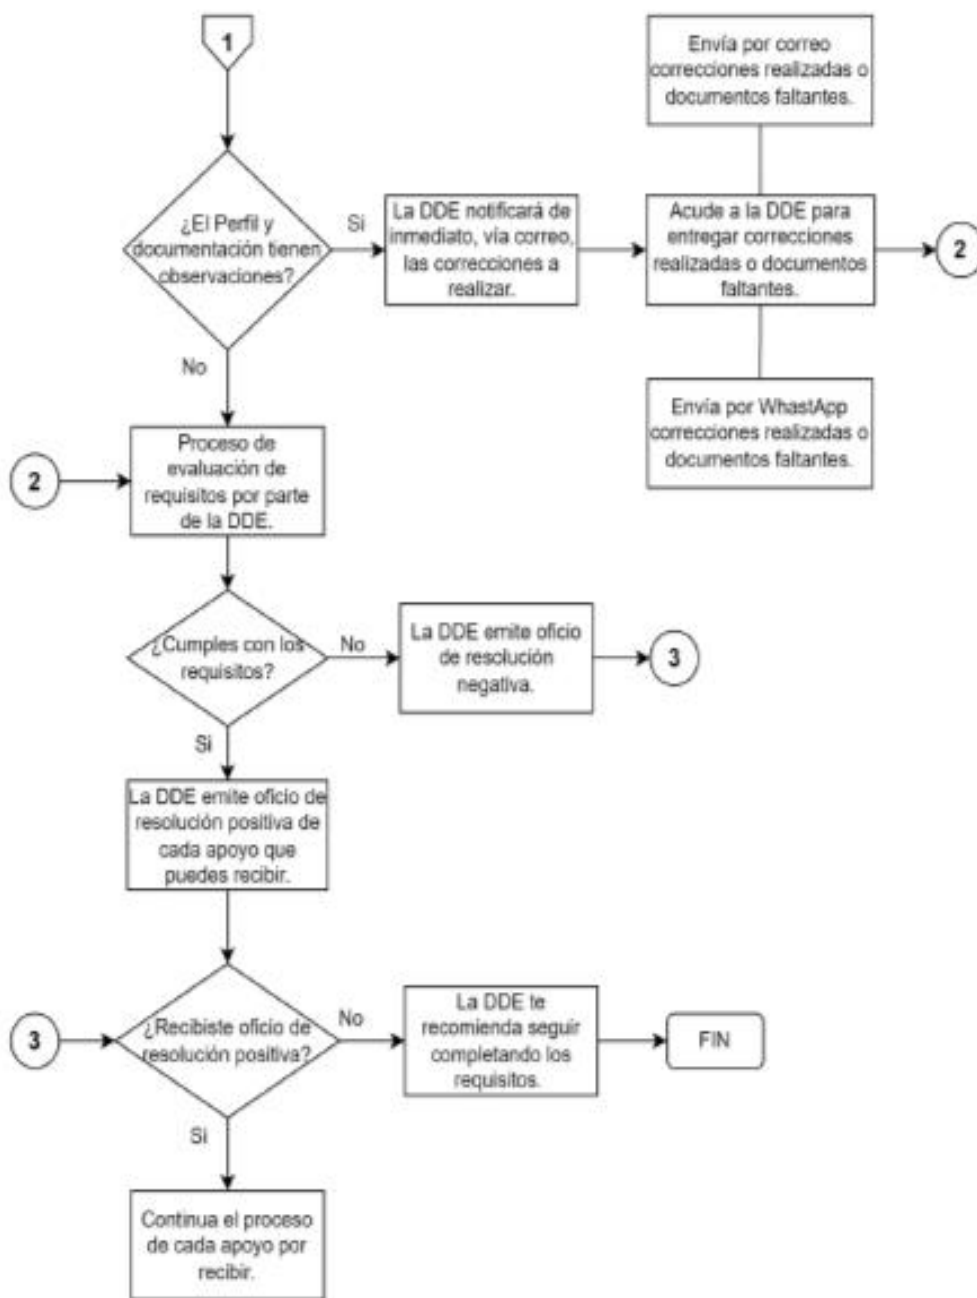 1
Envía por correo
correcciones realizadas o
documentos faltantes.
¿El Perfil y
documentación tienen
observaciones?
Si
La DDE notificará de
inmediato, vía correo,
las correcciones a
realizar.
Acude a la DDE para
entregar correcciones
realizadas o documentos
faltantes.
2
No
Envía por WhastApp
correcciones realizadas o
documentos faltantes.
2
Proceso de
evaluación de
requisitos por parte
de la DDE.
¿Cumples con los
requisitos?
No
La DDE emite oficio
de resolución
negativa.
3
Si
La DDE emite oficio de
resolución positiva de
cada apoyo que
puedes recibir.
3
¿Recibiste oficio de
resolución positiva?
No
La DDE te
recomienda seguir
completando los
requisitos.
FIN
Si
Continua el proceso
de cada apoyo por
recibir.